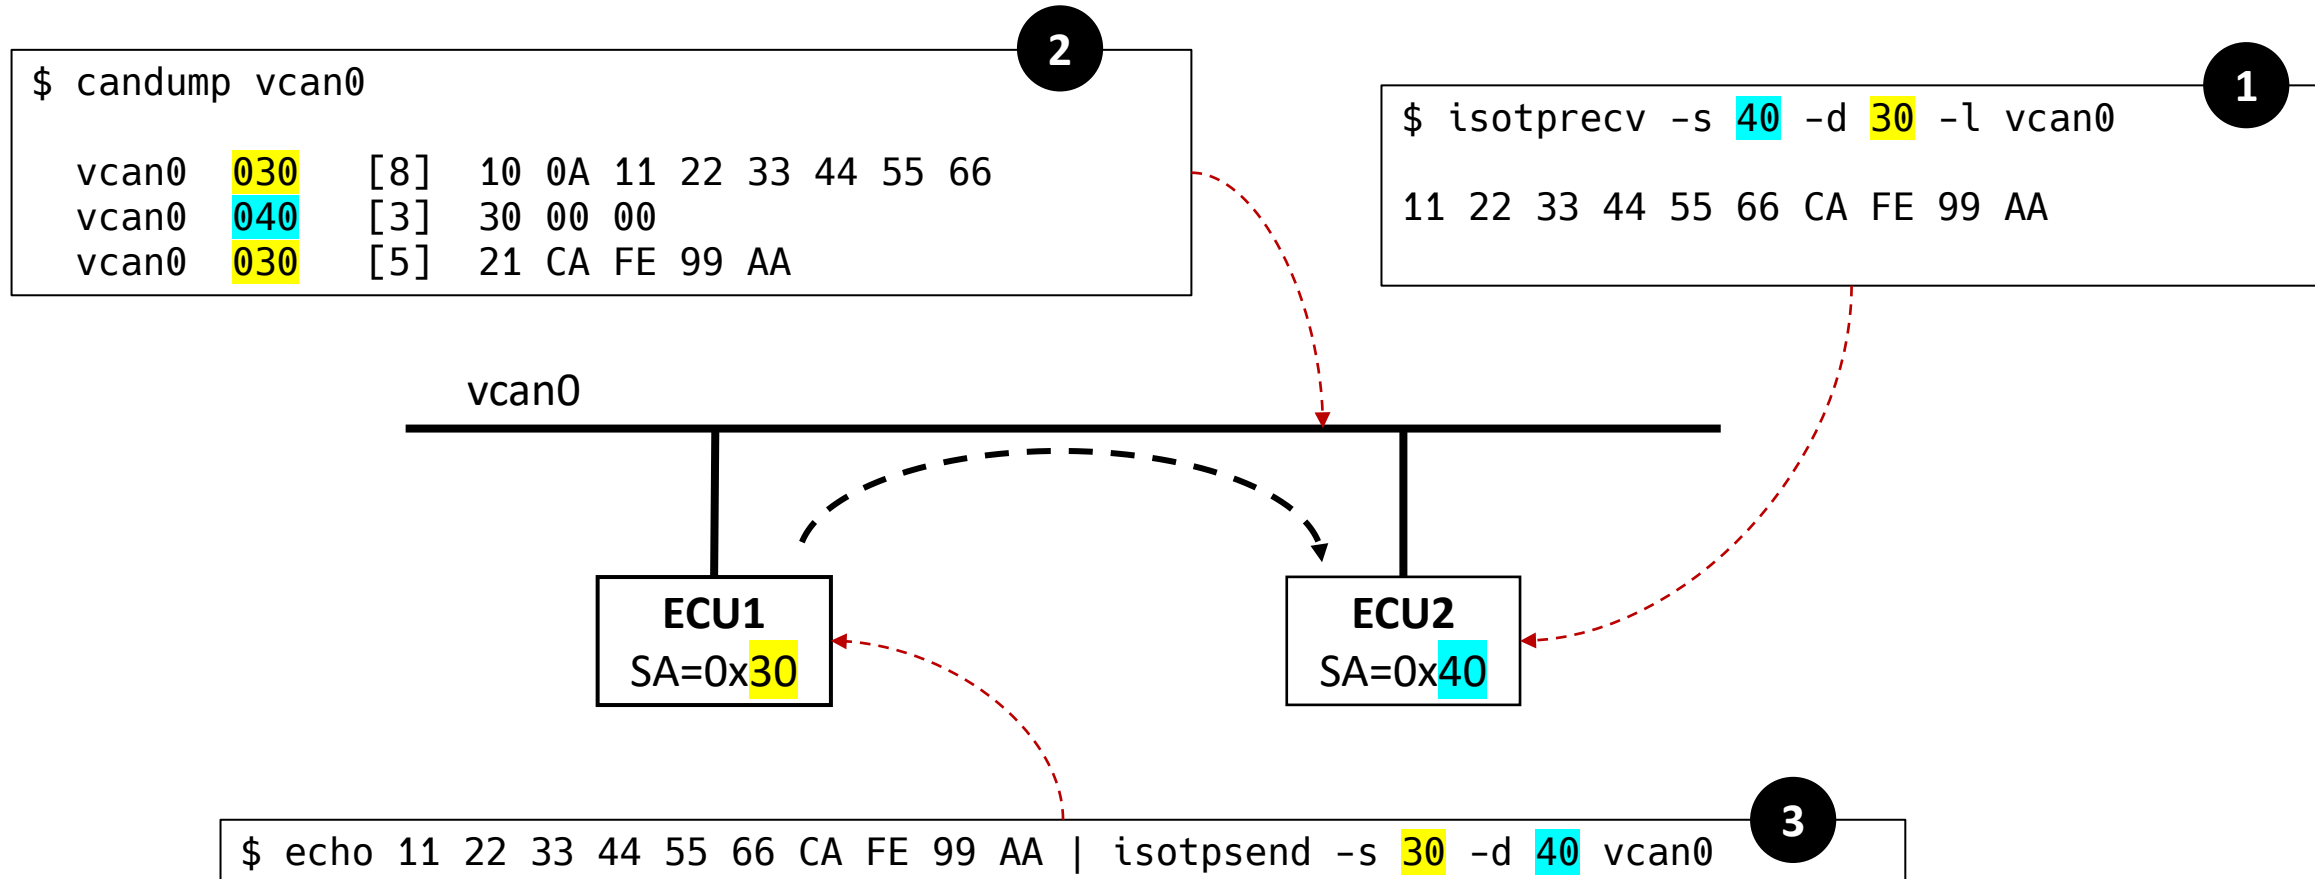 2
$ candump vcan0
vcan0 030 [8] 10 0A 11 22 33 44 55 66
vcan0 040 [3] 30 00 00
vcan0 030 [5] 21 CA FE 99 AA
1
$ isotprecv -s 40 -d 30 -l vcan0
11 22 33 44 55 66 CA FE 99 AA
vcan0
ECU1
SA=0x30
ECU2
SA=0x40
3
$ echo 11 22 33 44 55 66 CA FE 99 AA | isotpsend -s 30 -d 40 vcan0